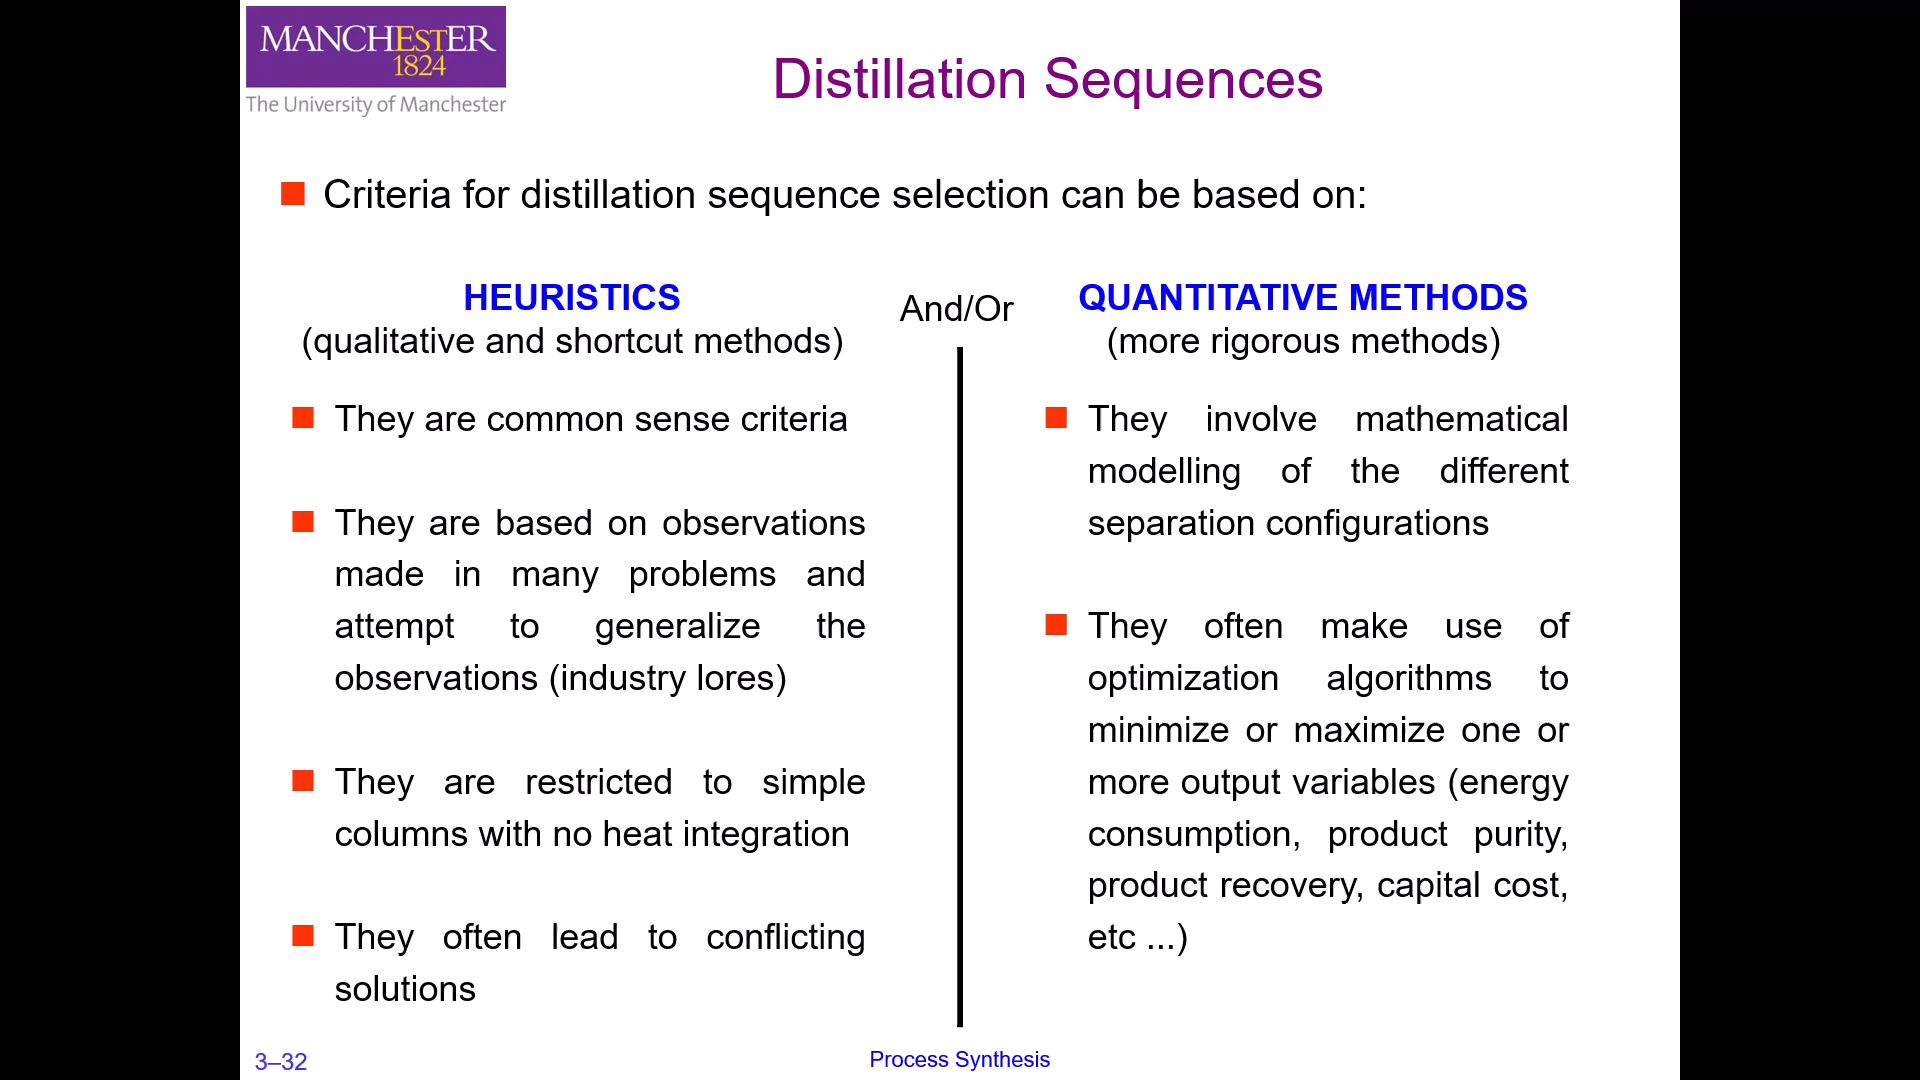 MANCHESTER
1824
The University of Manchester
Distillation Sequences
Criteria for distillation sequence selection can be based on:
HEURISTICS
(qualitative and shortcut methods)
They are common sense criteria
They are based on observations
made in many problems and
attempt to generalize the
observations (industry lores)
They are restricted to simple
columns with no heat integration
They often lead to conflicting
solutions
And/Or
QUANTITATIVE METHODS
(more rigorous methods)
They involve mathematical
modelling of the different
separation configurations
They often make use of
optimization algorithms to
minimize or maximize one or
more output variables (energy
consumption, product purity,
product recovery, capital cost,
etc ...)
3–32
Process Synthesis